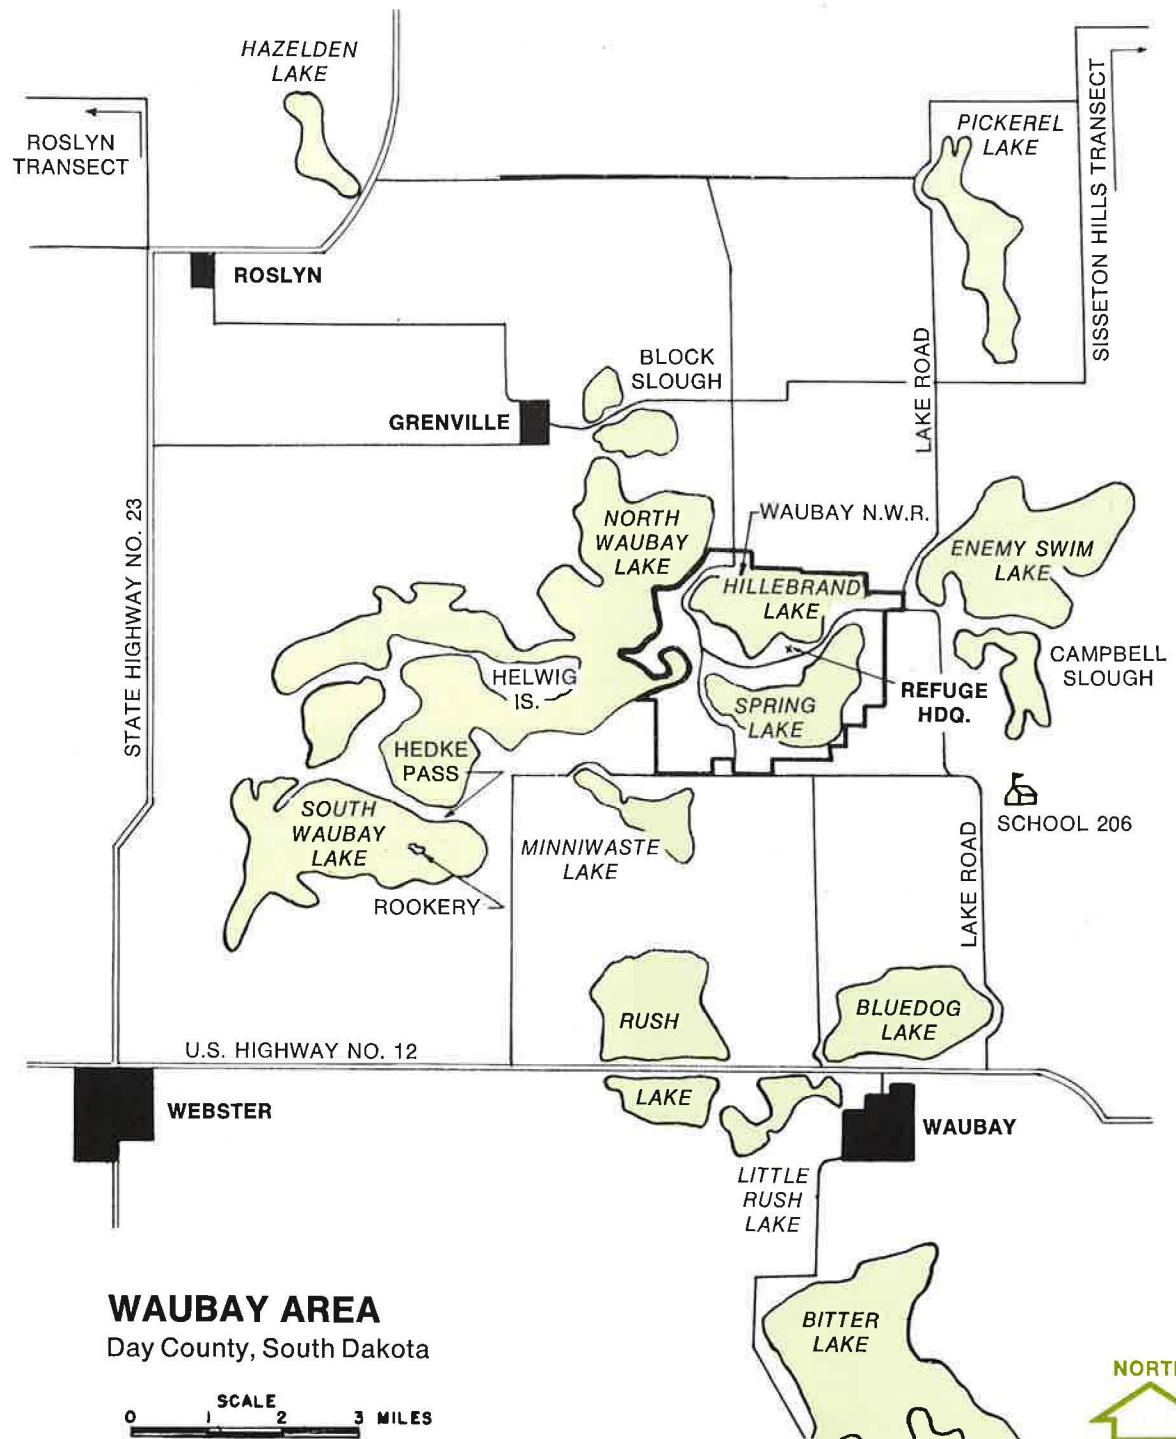 HAZELDEN
LAKE
ROSLYN
TRANSECT
PICKEREL
LAKE
SISSETON HILLS TRANSECT
ROSLYN
BLOCK
SLOUGH
LAKE ROAD
GRENVILLE
STATE HIGHWAY NO. 23
NORTH
WAUBAY
LAKE
WAUBAY N.W.R.
HILLEBRAND
LAKE
ENEMY SWIM
LAKE
CAMPBELL
SLOUGH
HELWIG
IS.
REFUGE
HDQ.
SPRING
LAKE
HEDKE
PASS
SOUTH
WAUBAY
LAKE
ROOKERY
MINNIWASTE
LAKE
SCHOOL 206
LAKE ROAD
RUSH
LAKE
BLUEDOG
LAKE
U.S. HIGHWAY NO. 12
WEBSTER
WAUBAY
LITTLE
RUSH
LAKE
BITTER
LAKE
WAUBAY AREA
Day County, South Dakota
SCALE
0 1 2 3 MILES
NORT